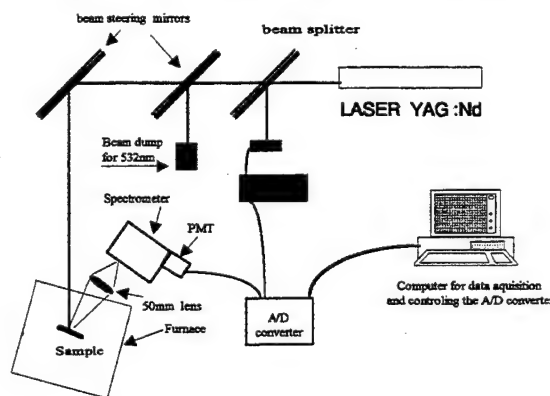 beam steering mirrors
beam splitter
LASER YAG:Nd
Beam dump
for 532nm
Spectrometer
PMT
50mm lens
Furnace
Sample
A/D
converter
Computer for data aquisition
and controling the A/D converter